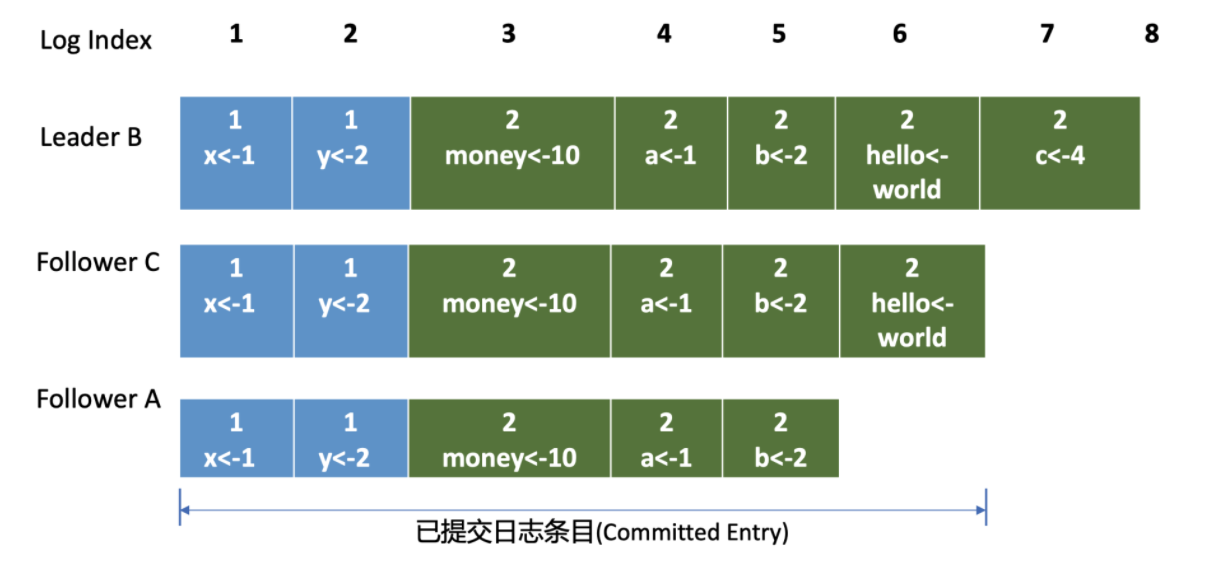 Log Index 1 2 3 4 5 6 7 8
Leader B
1 1 2 2 2 2 2
x<-1 y<-2 money<-10 a<-1 b<-2 hello<- c<-4
world
Follower C
1 1 2 2 2 2
x<-1 y<-2 money<-10 a<-1 b<-2 hello<-
world
Follower A
1 1 2 2 2
x<-1 y<-2 money<-10 a<-1 b<-2
已提交日志条目(Committed Entry)